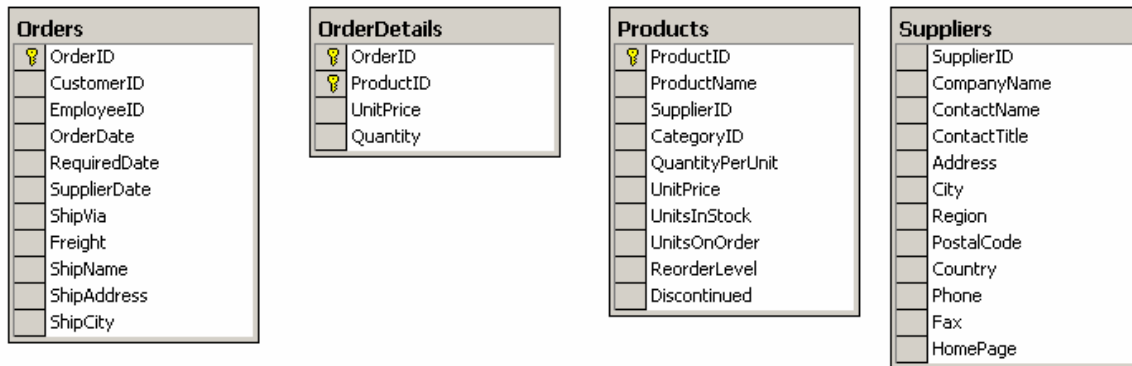 Orders
OrderID
CustomerID
EmployeeID
OrderDate
RequiredDate
SupplierDate
ShipVia
Freight
ShipName
ShipAddress
ShipCity
OrderDetails
OrderID
ProductID
UnitPrice
Quantity
Products
ProductID
ProductName
SupplierID
CategoryID
QuantityPerUnit
UnitPrice
UnitsInStock
UnitsOnOrder
ReorderLevel
Discontinued
Suppliers
SupplierID
CompanyName
ContactName
ContactTitle
Address
City
Region
PostalCode
Country
Phone
Fax
HomePage